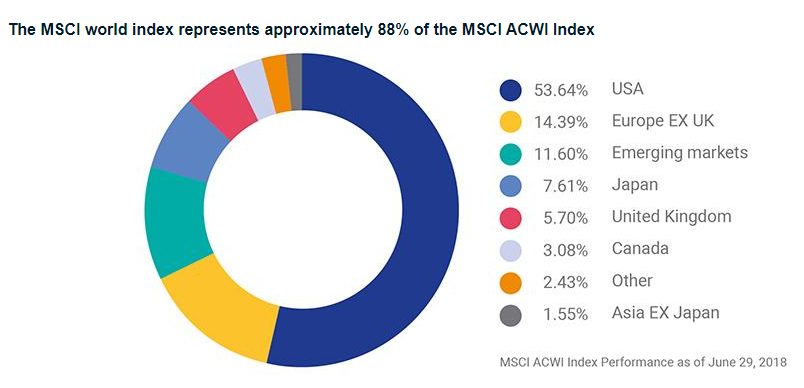 The MSCI world index represents approximately 88% of the MSCI ACWI Index
53.64% USA
14.39% Europe EX UK
11.60% Emerging markets
7.61% Japan
5.70% United Kingdom
3.08% Canada
2.43% Other
1.55% Asia EX Japan
MSCI ACWI Index Performance as of June 29, 2018